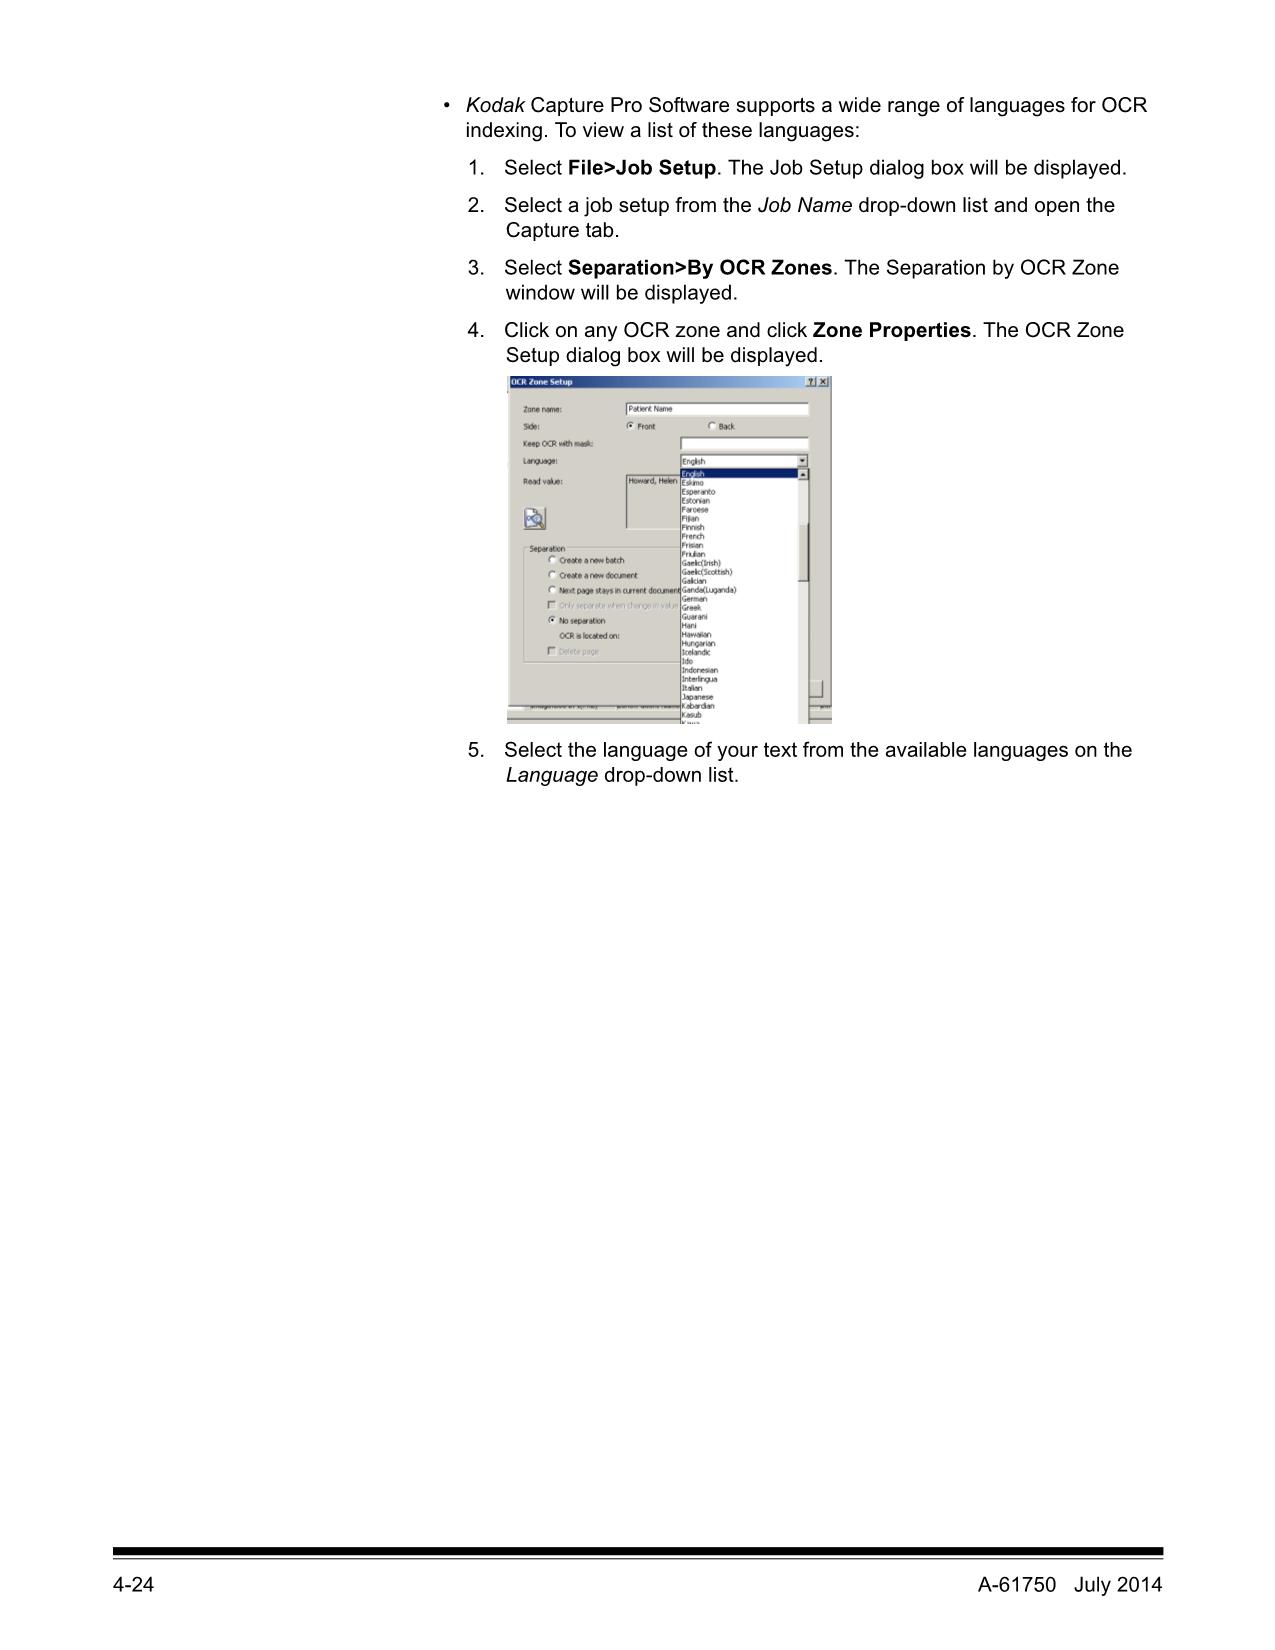 • Kodak Capture Pro Software supports a wide range of languages for OCR
indexing. To view a list of these languages:
1. Select File>Job Setup. The Job Setup dialog box will be displayed.
2. Select a job setup from the Job Name drop-down list and open the
Capture tab.
3. Select Separation>By OCR Zones. The Separation by OCR Zone
window will be displayed.
4. Click on any OCR zone and click Zone Properties. The OCR Zone
Setup dialog box will be displayed.
OCR Zone Setup
Zone name: Patient Name
Side: Front Back
Keep OCR with mask:
Language: English
Read value: Howard, Helen
English
Eskimo
Esperanto
Estonian
Faroese
Fijian
Finnish
French
Frisian
Friulian
Gaelic(Irish)
Gaelic(Scottish)
Galician
Ganda(Luganda)
German
Greek
Guarani
Hani
Hawaiian
Hungarian
Icelandic
Ido
Indonesian
Interlingua
Italian
Japanese
Kabardian
Kasub
Separation
Create a new batch
Create a new document
Next page stays in current document
Only separate when change in value
No separation
OCR is located on:
Delete page
5. Select the language of your text from the available languages on the
Language drop-down list.
4-24 A-61750 July 2014